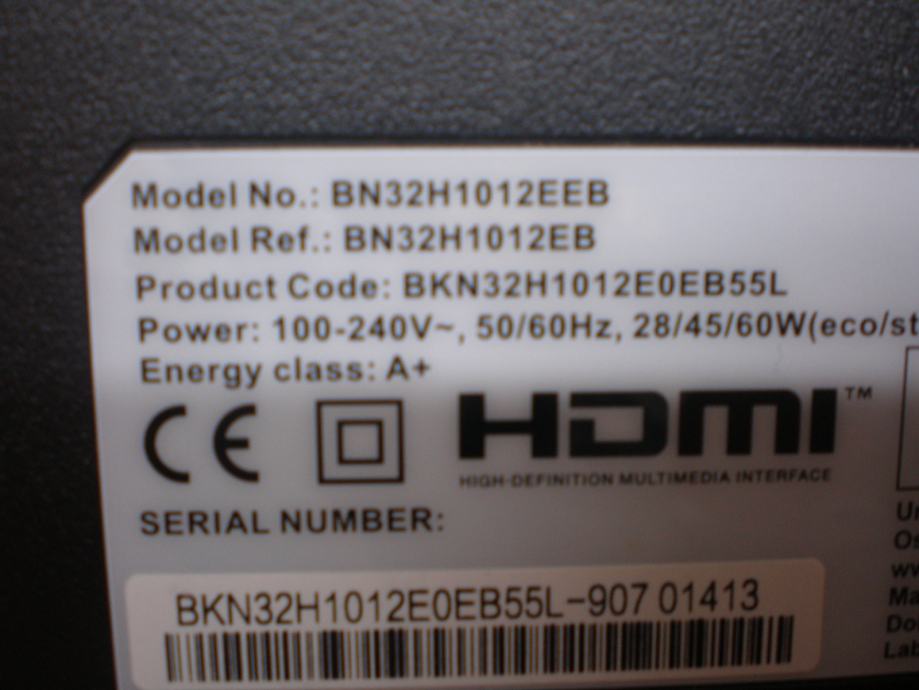 Model No.: BN32H1012EEB
Model Ref.: BN32H1012EB
Product Code: BKN32H1012E0EB55L
Power: 100-240V~, 50/60Hz, 28/45/60W(eco/st
Energy class: A+
CE
HDMI™
HIGH-DEFINITION MULTIMEDIA INTERFACE
SERIAL NUMBER:
BKN32H1012E0EB55L-907 01413